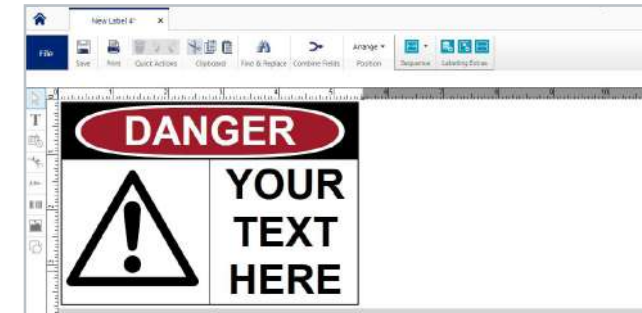 New Label 4*
File
Save
Print
Quick Actions
Clipboard
Find & Replace
Combine Fields
Arrange
Position
Sequence
Labeling Extras
DANGER
YOUR
TEXT
HERE